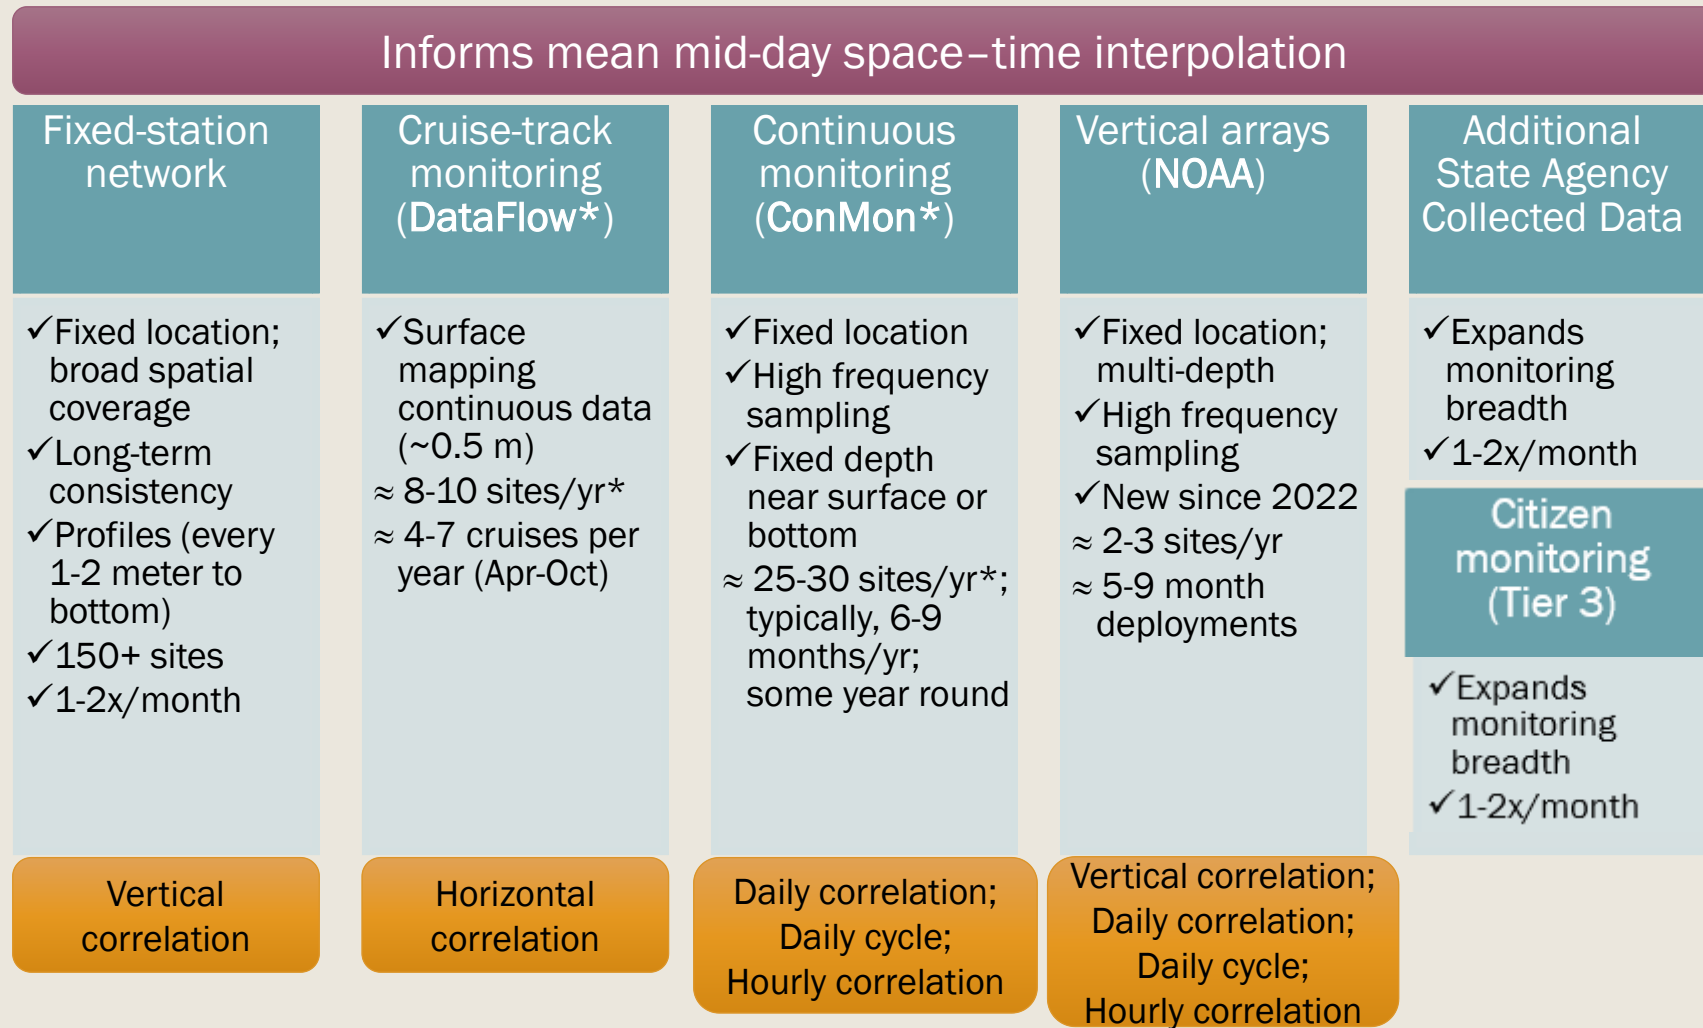 Informs mean mid-day space–time interpolation
Fixed-station
network
✓Fixed location;
broad spatial
coverage
✓Long-term
consistency
✓Profiles (every
1-2 meter to
bottom)
✓150+ sites
✓1-2x/month
Vertical
correlation
Cruise-track
monitoring
(DataFlow*)
✓Surface
mapping
continuous data
(~0.5 m)
≈ 8-10 sites/yr*
≈ 4-7 cruises per
year (Apr-Oct)
Horizontal
correlation
Continuous
monitoring
(ConMon*)
✓Fixed location
✓High frequency
sampling
✓Fixed depth
near surface or
bottom
≈ 25-30 sites/yr*;
typically, 6-9
months/yr;
some year round
Daily correlation;
Daily cycle;
Hourly correlation
Vertical arrays
(NOAA)
✓Fixed location;
multi-depth
✓High frequency
sampling
✓New since 2022
≈ 2-3 sites/yr
≈ 5-9 month
deployments
Vertical correlation;
Daily correlation;
Daily cycle;
Hourly correlation
Additional
State Agency
Collected Data
✓Expands
monitoring
breadth
✓1-2x/month
Citizen
monitoring
(Tier 3)
✓Expands
monitoring
breadth
✓1-2x/month